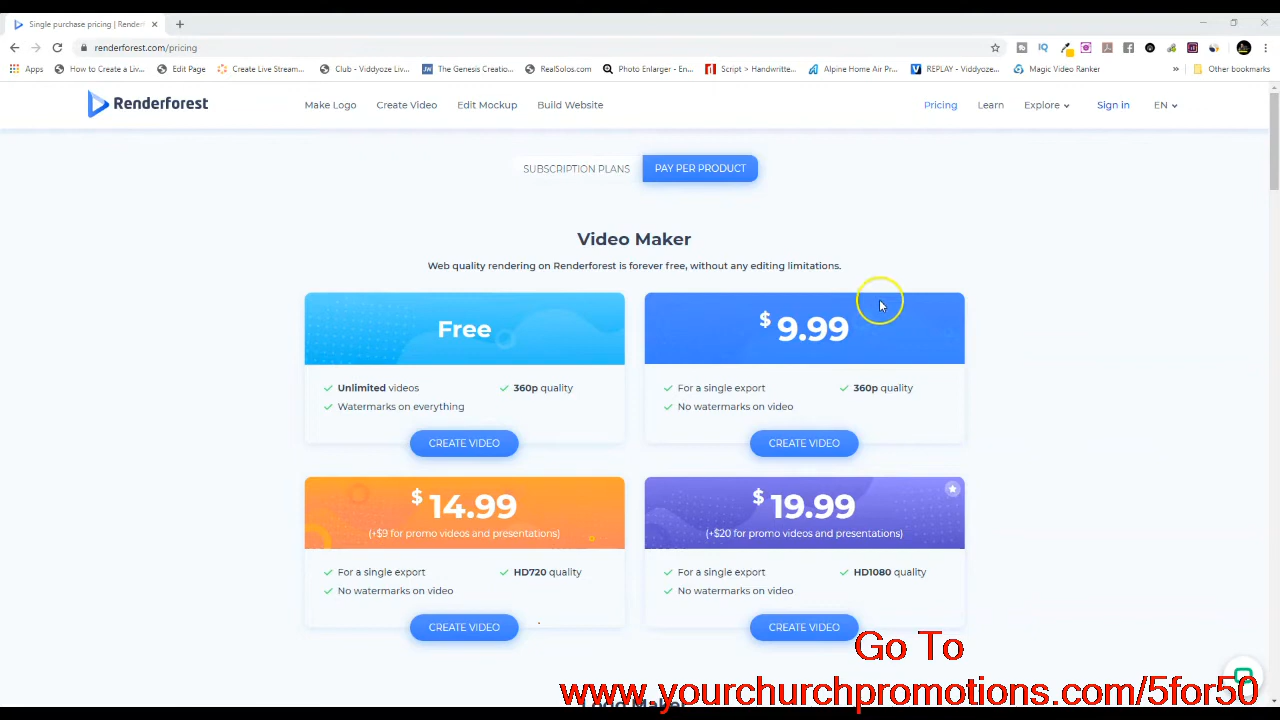 Single purchase pricing | Renderf
renderforest.com/pricing
Apps How to Create a Liv... Edit Page Create Live Stream... Club - Viddyoze Liv... The Genesis Creation... RealSolos.com Photo Enlarger - En... Script > Handwritte... Alpine Home Air Pr... REPLAY - Viddyoze... Magic Video Ranker » Other bookmarks
Renderforest Make Logo Create Video Edit Mockup Build Website Pricing Learn Explore Sign in EN
SUBSCRIPTION PLANS PAY PER PRODUCT
Video Maker
Web quality rendering on Renderforest is forever free, without any editing limitations.
Free
Unlimited videos 360p quality
Watermarks on everything
CREATE VIDEO
$ 9.99
For a single export 360p quality
No watermarks on video
CREATE VIDEO
$ 14.99
(+$9 for promo videos and presentations)
For a single export HD720 quality
No watermarks on video
CREATE VIDEO
$ 19.99
(+$20 for promo videos and presentations)
For a single export HD1080 quality
No watermarks on video
CREATE VIDEO
Go To
www.yourchurchpromotions.com/5for50
Logo Maker